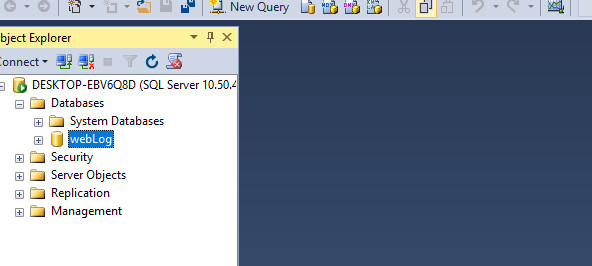 New Query
bject Explorer
Connect
DESKTOP-EBV6Q8D (SQL Server 10.50.4
Databases
System Databases
webLog
Security
Server Objects
Replication
Management